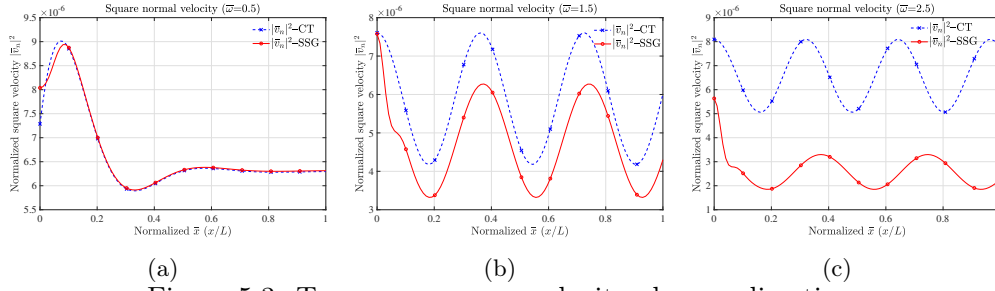 Square normal velocity (ω̅=0.5)
×10⁻⁶
|v̅ₙ|²–CT
|v̅ₙ|²–SSG
Normalized square velocity |v̅ₙ|²
9
8
7.5
7
6.5
6
5.5
0 0.2 0.4 0.6 0.8 1
Normalized x̅ (x/L)
(a)
Square normal velocity (ω̅=1.5)
×10⁻⁶
|v̅ₙ|²–CT
|v̅ₙ|²–SSG
Normalized square velocity |v̅ₙ|²
8
7
6
5
4
3
0 0.2 0.4 0.6 0.8 1
Normalized x̅ (x/L)
(b)
Square normal velocity (ω̅=2.5)
×10⁻⁶
|v̅ₙ|²–CT
|v̅ₙ|²–SSG
Normalized square velocity |v̅ₙ|²
9
8
7
6
5
4
3
2
1
0 0.2 0.4 0.6 0.8
Normalized x̅ (x/L)
(c)